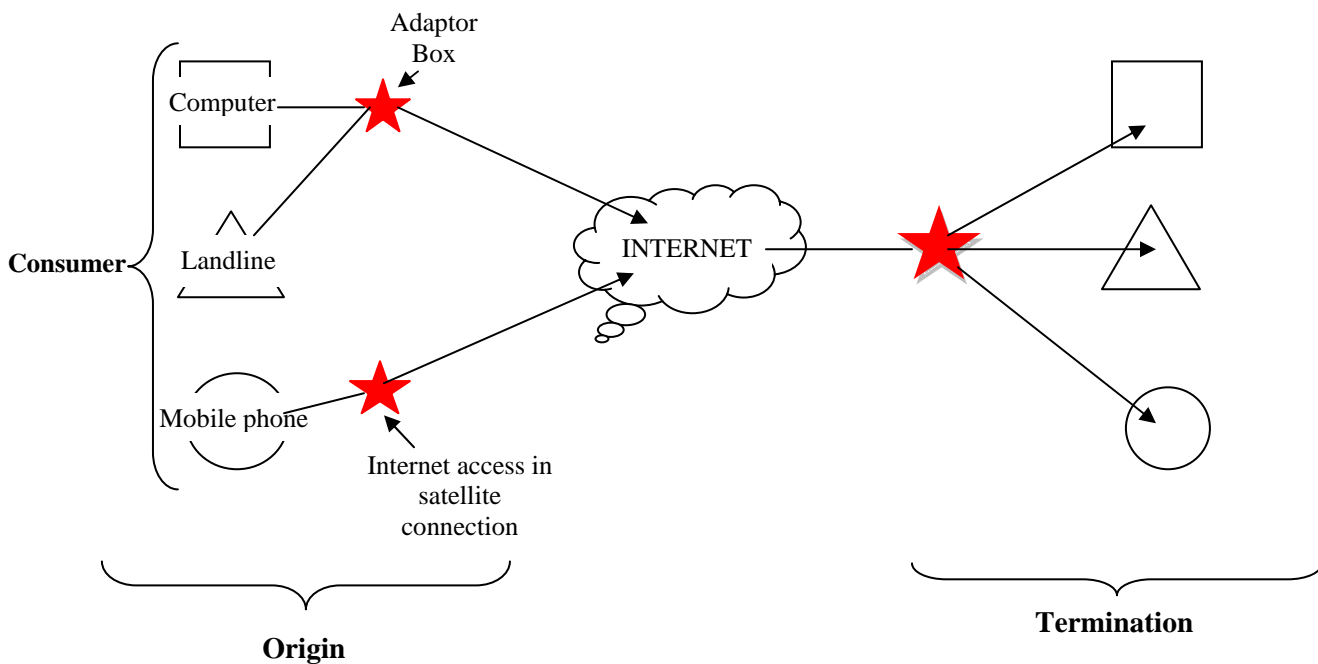 Adaptor
Box
Computer
INTERNET
Consumer
Landline
Mobile phone
Internet access in
satellite
connection
Origin
Termination